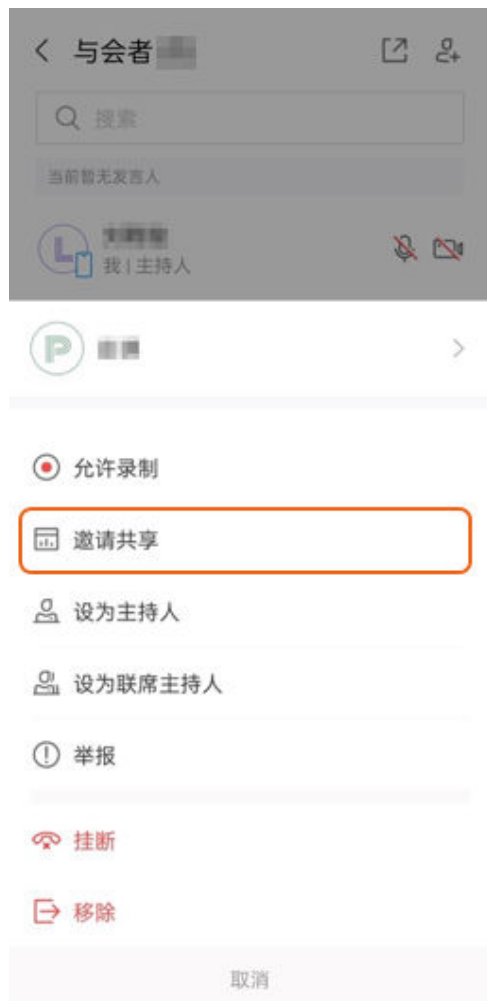 与会者
搜索
当前暂无发言人
L
我 | 主持人
P
允许录制
邀请共享
设为主持人
设为联席主持人
举报
挂断
移除
取消